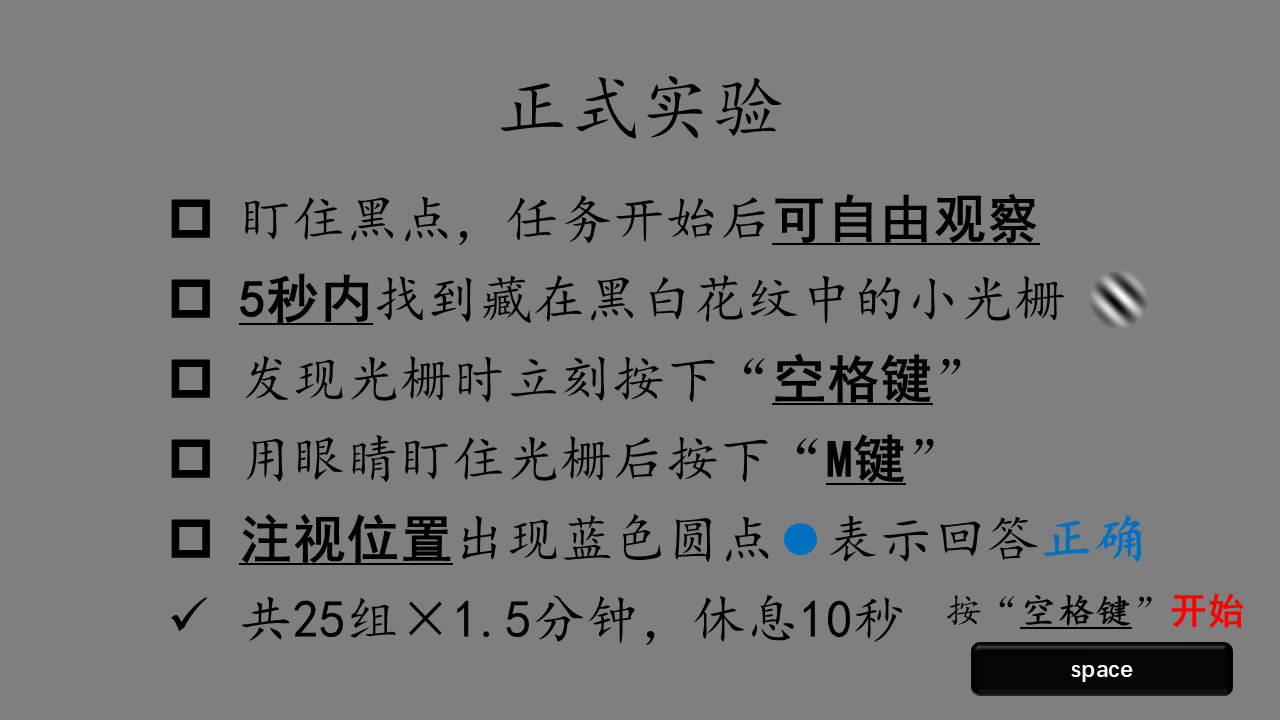 正式实验
盯住黑点，任务开始后可自由观察
5秒内找到藏在黑白花纹中的小光栅
发现光栅时立刻按下“空格键”
用眼睛盯住光栅后按下“M键”
注视位置出现蓝色圆点表示回答正确
共25组×1.5分钟，休息10秒
按“空格键”开始
space